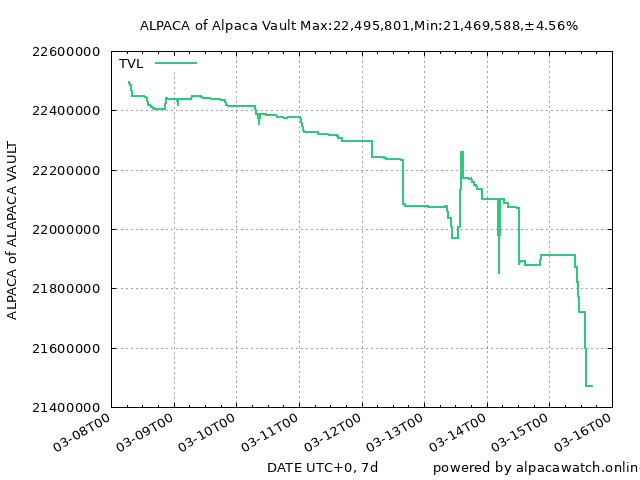 ALPACA of Alpaca Vault Max:22,495,801,Min:21,469,588,±4.56%
TVL
22600000
22400000
22200000
22000000
21800000
21600000
21400000
ALPACA of ALAPACA VAULT
03-08T00
03-09T00
03-10T00
03-11T00
03-12T00
03-13T00
03-14T00
03-15T00
03-16T00
DATE UTC+0, 7d
powered by alpacawatch.onlin